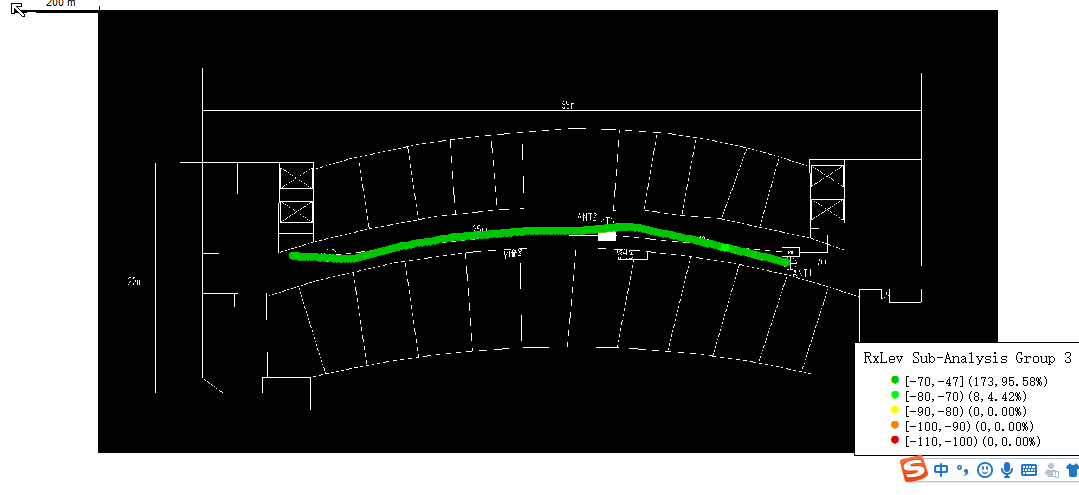 200 m
ANT2
ANT1
RxLev Sub-Analysis Group 3
[-70,-47](173,95.58%)
[-80,-70)(8,4.42%)
[-90,-80)(0,0.00%)
[-100,-90)(0,0.00%)
[-110,-100)(0,0.00%)
S 中